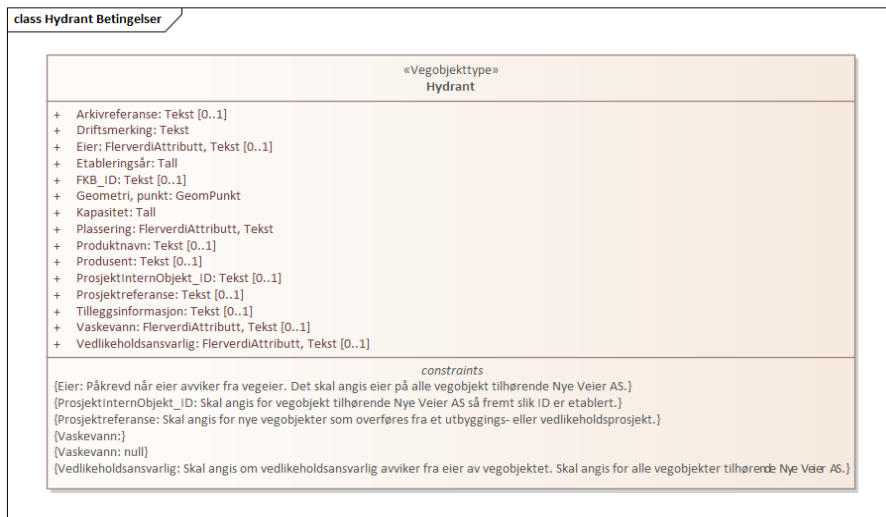 class Hydrant Betingelser
«Vegobjekttype»
Hydrant
+ Arkivreferanse: Tekst [0..1]
+ Driftsmerking: Tekst
+ Eier: FlerverdiAttributt, Tekst [0..1]
+ Etableringsår: Tall
+ FKB_ID: Tekst [0..1]
+ Geometri, punkt: GeomPunkt
+ Kapasitet: Tall
+ Plassering: FlerverdiAttributt, Tekst
+ Produktnavn: Tekst [0..1]
+ Produsent: Tekst [0..1]
+ ProsjektInternObjekt_ID: Tekst [0..1]
+ Prosjektreferanse: Tekst [0..1]
+ Tilleggsinformasjon: Tekst [0..1]
+ Vaskevann: FlerverdiAttributt, Tekst [0..1]
+ Vedlikeholdsansvarlig: FlerverdiAttributt, Tekst [0..1]
constraints
{Eier: Påkrevd når eier avviker fra vegeier. Det skal angis eier på alle vegobjekt tilhørende Nye Veier AS.}
{ProsjektInternObjekt_ID: Skal angis for vegobjekt tilhørende Nye Veier AS så fremt slik ID er etablert.}
{Prosjektreferanse: Skal angis for nye vegobjekter som overføres fra et utbyggings- eller vedlikeholdsprosjekt.}
{Vaskevann:}
{Vaskevann: null}
{Vedlikeholdsansvarlig: Skal angis om vedlikeholdsansvarlig avviker fra eier av vegobjektet. Skal angis for alle vegobjekter tilhørende Nye Veier AS.}